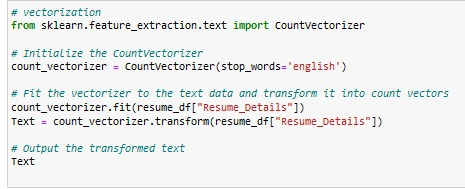 # vectorization
from sklearn.feature_extraction.text import CountVectorizer
# Initialize the CountVectorizer
count_vectorizer = CountVectorizer(stop_words='english')
# Fit the vectorizer to the text data and transform it into count vectors
count_vectorizer.fit(resume_df["Resume_Details"])
Text = count_vectorizer.transform(resume_df["Resume_Details"])
# Output the transformed text
Text